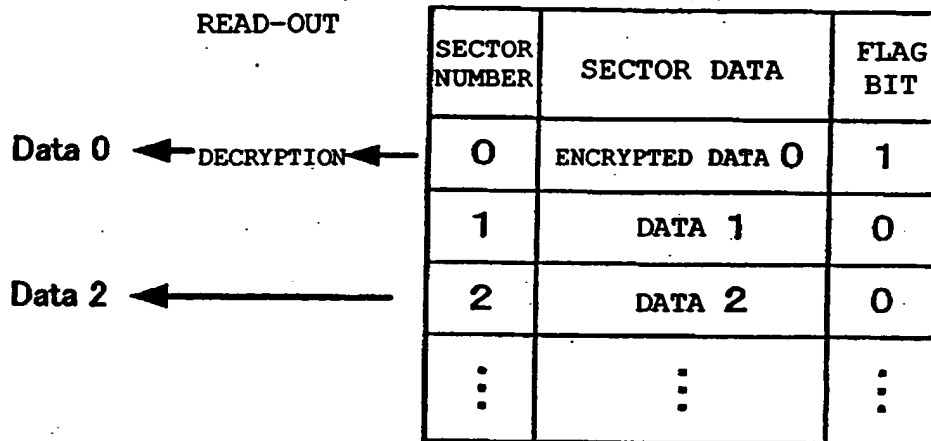 READ-OUT
SECTOR NUMBER SECTOR DATA FLAG BIT
Data 0 DECRYPTION 0 ENCRYPTED DATA 0 1
1 DATA 1 0
Data 2 2 DATA 2 0
⋮ ⋮ ⋮